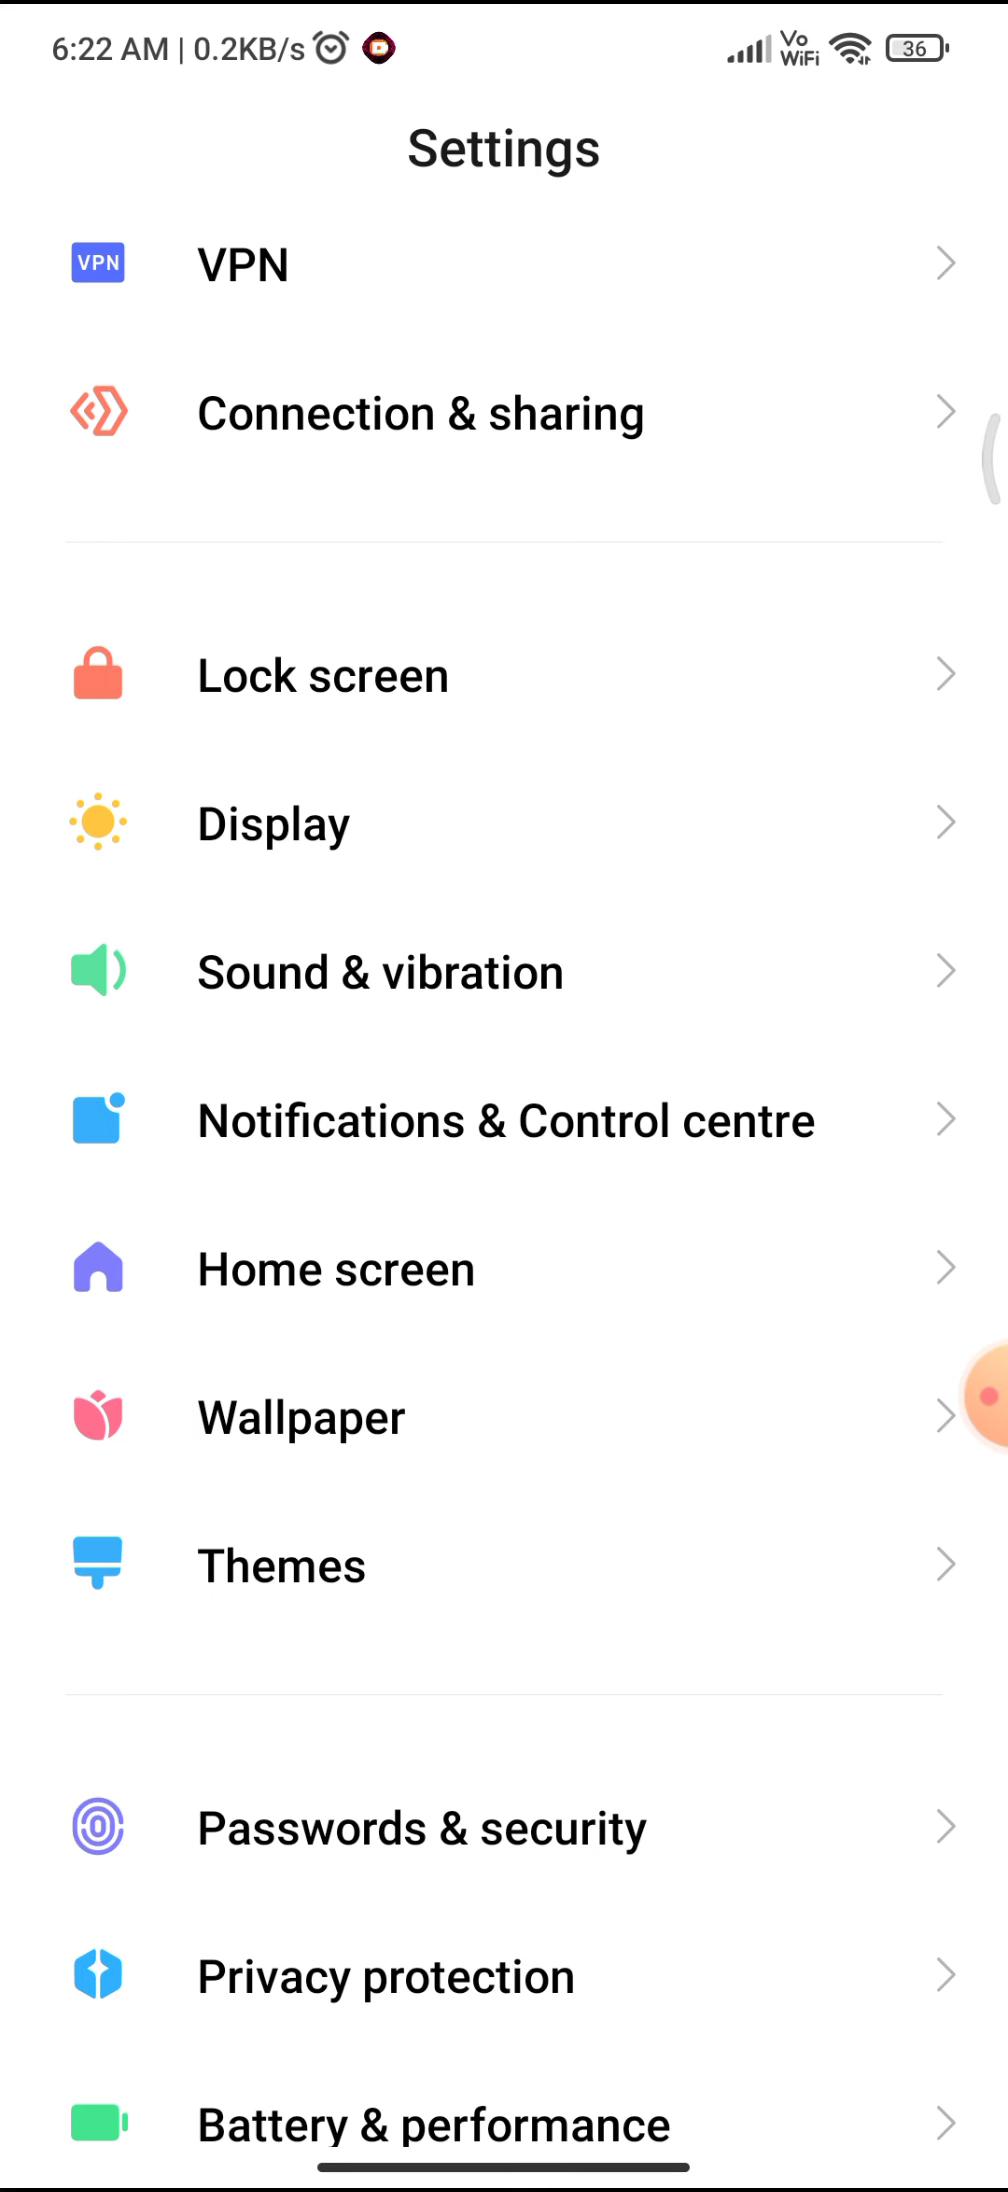 6:22 AM | 0.2KB/s
Vo
WiFi
36
Settings
VPN
VPN
Connection & sharing
Lock screen
Display
Sound & vibration
Notifications & Control centre
Home screen
Wallpaper
Themes
Passwords & security
Privacy protection
Battery & performance